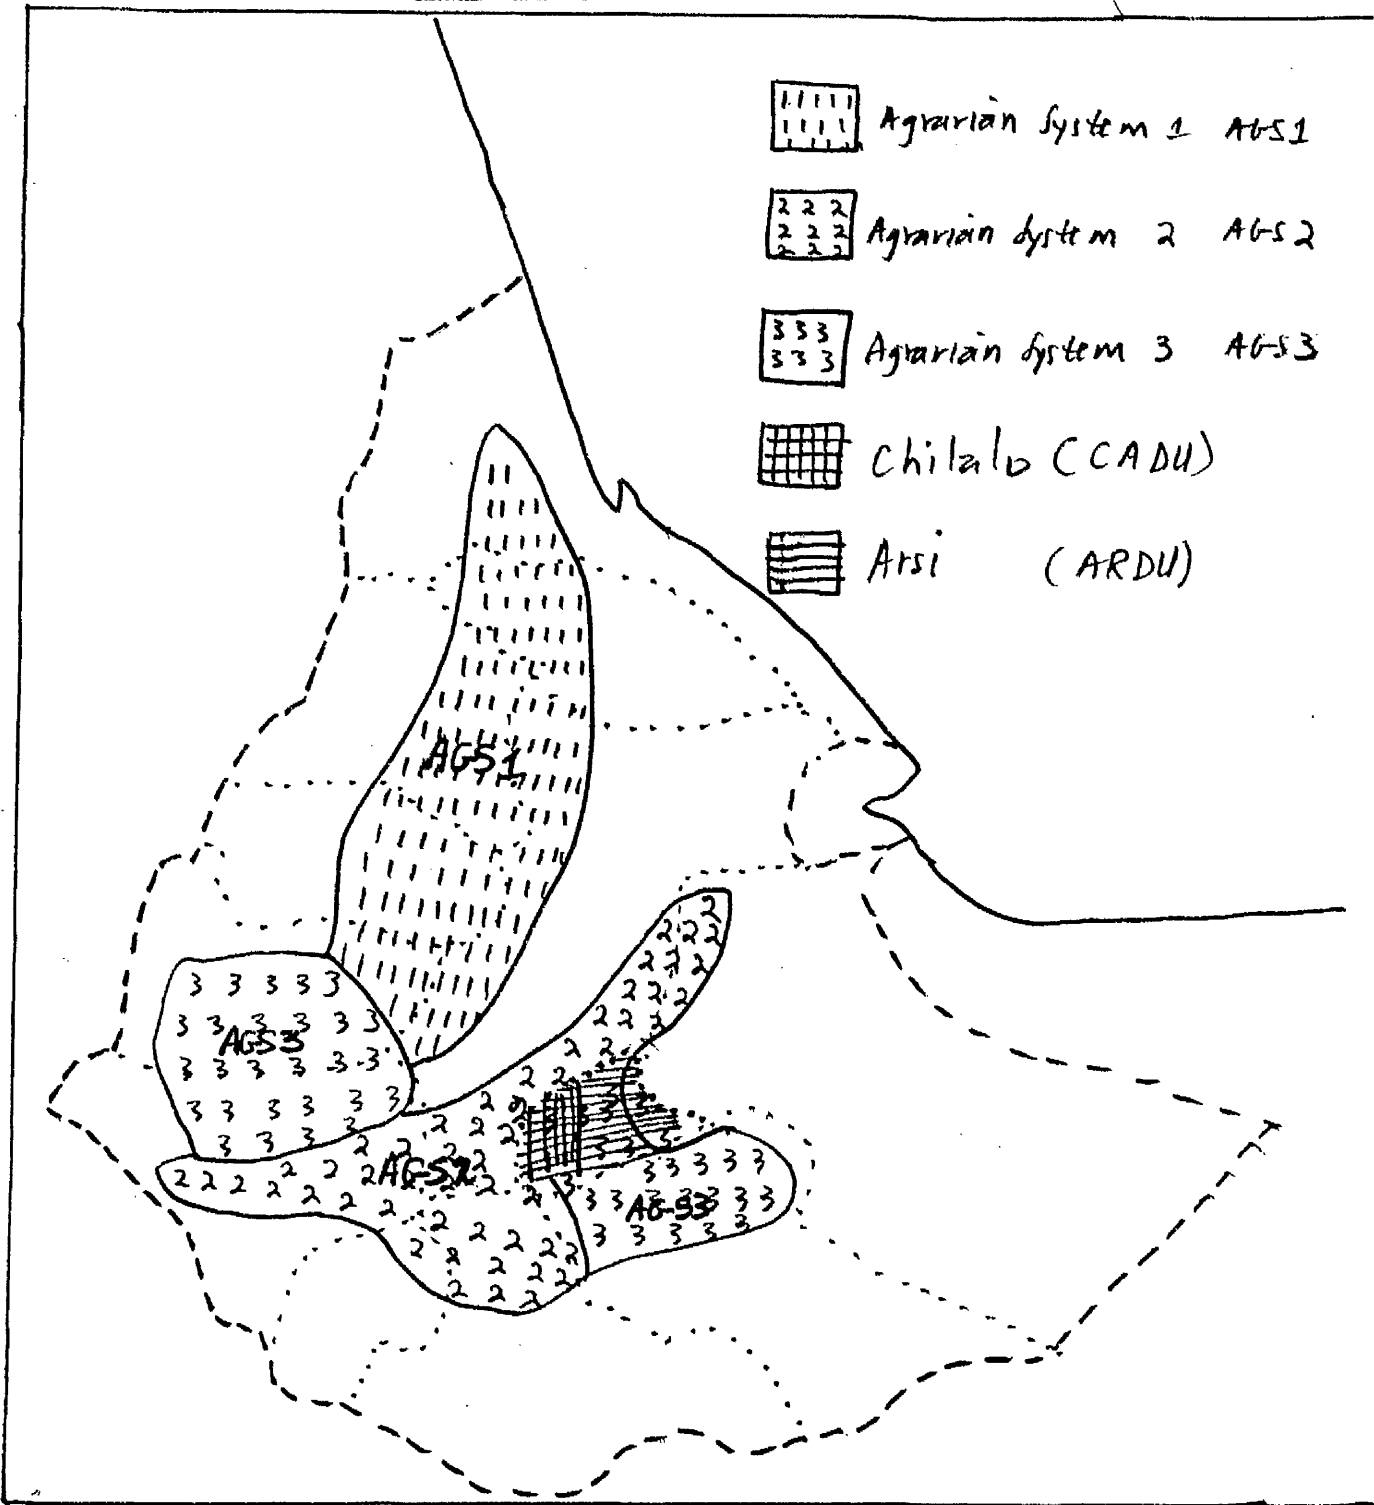 Agrarian System 1 AGS1
Agrarian System 2 AGS2
Agrarian System 3 AGS3
Chilalo (CADU)
Arsi (ARDU)
AGS1
AGS3
AGS2
AGS3